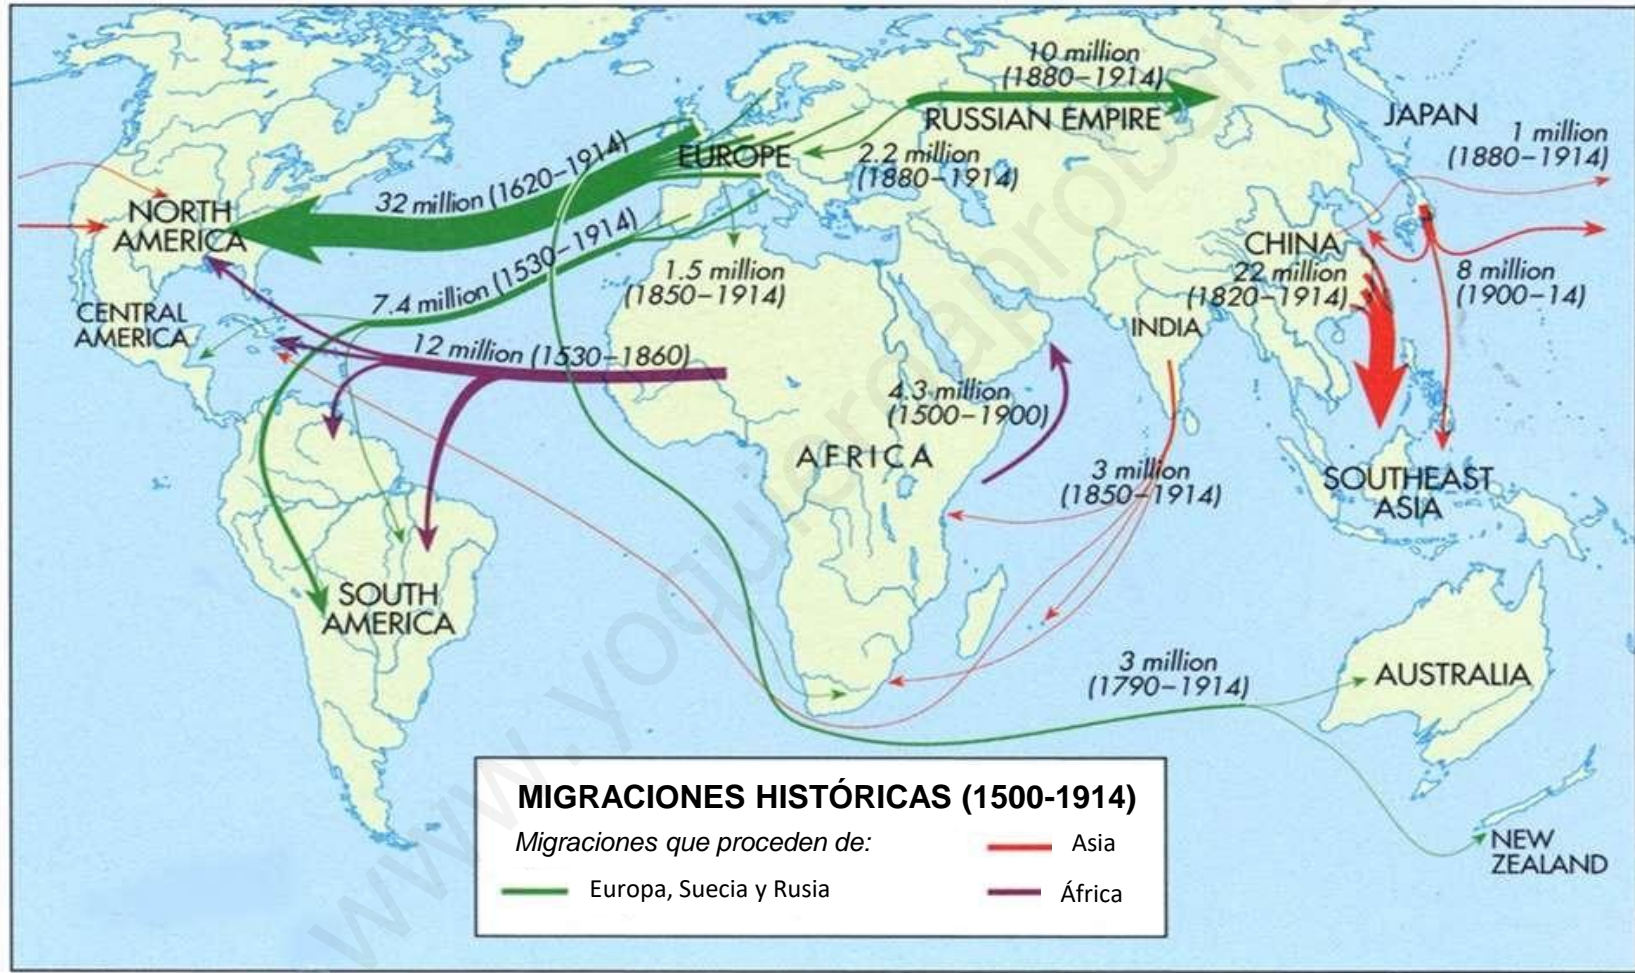 10 million
(1880–1914)
RUSSIAN EMPIRE
JAPAN
1 million
(1880–1914)
EUROPE
2.2 million
(1880–1914)
32 million (1620–1914)
NORTH
AMERICA
7.4 million (1530–1914)
1.5 million
(1850–1914)
CHINA
22 million
(1820–1914)
8 million
(1900–14)
CENTRAL
AMERICA
INDIA
12 million (1530–1860)
4.3 million
(1500–1900)
AFRICA
3 million
(1850–1914)
SOUTHEAST
ASIA
SOUTH
AMERICA
3 million
(1790–1914)
AUSTRALIA
NEW
ZEALAND
MIGRACIONES HISTÓRICAS (1500-1914)
Migraciones que proceden de:
Asia
Europa, Suecia y Rusia
África
www.yoquieroaprobar.